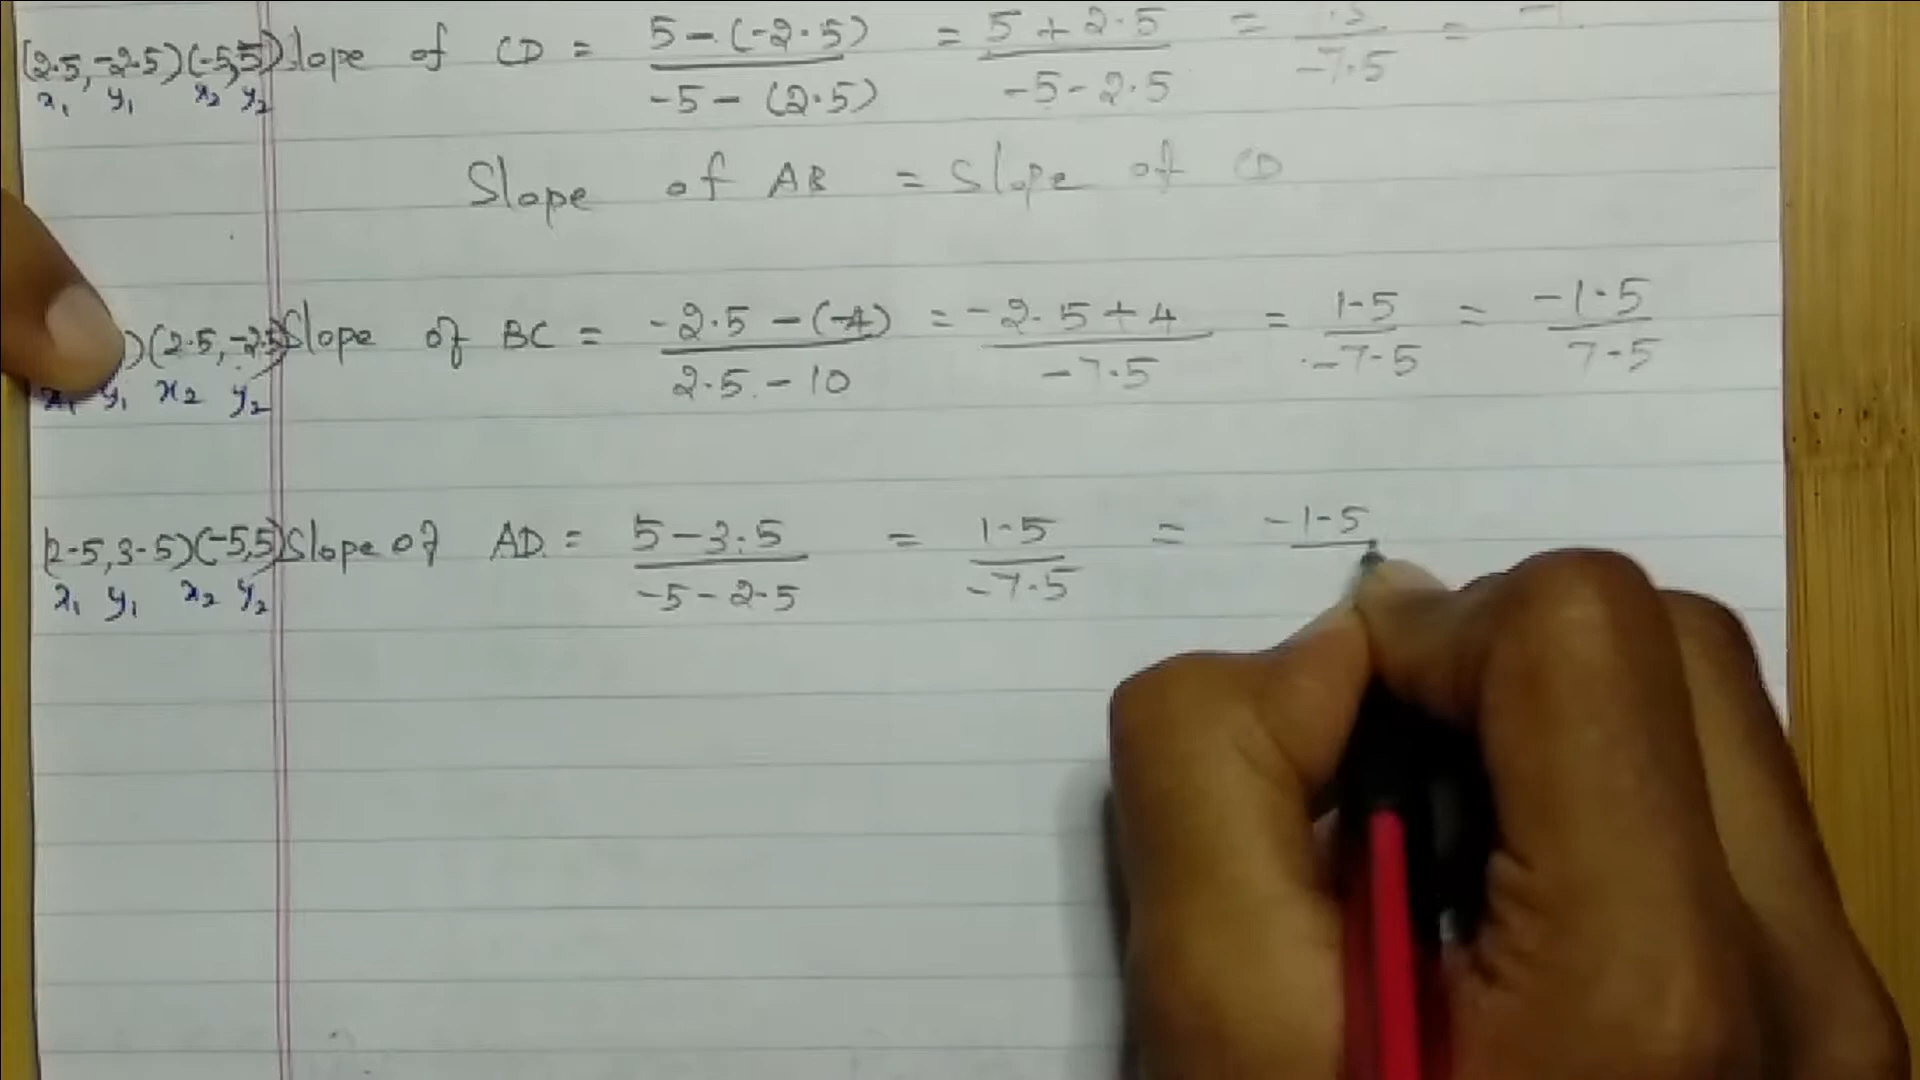 (2.5, -2.5)(-5,5) Slope of CD = 5-(-2.5)/-5-(2.5) = 5+2.5/-5-2.5 = /-7.5 =
x₁ y₁ x₂ y₂
Slope of AB = Slope of CD
)(2.5, -2.5) Slope of BC = -2.5-(-4)/2.5-10 = -2.5+4/-7.5 = 1.5/-7.5 = -1.5/7.5
x₁ y₁ x₂ y₂
(2.5, 3.5)(-5,5) Slope of AD = 5-3.5/-5-2.5 = 1.5/-7.5 = -1.5
x₁ y₁ x₂ y₂